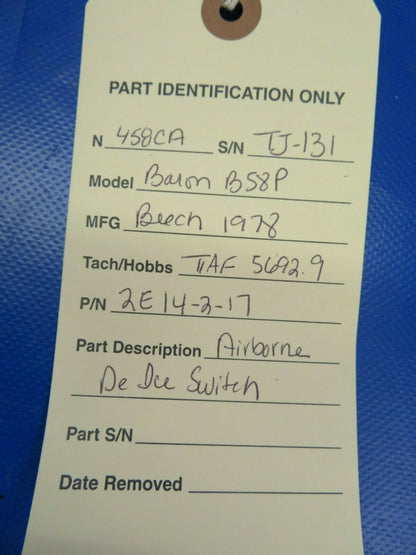 PART IDENTIFICATION ONLY
N 458CA S/N TJ-131
Model Baron B58P
MFG Beech 1978
Tach/Hobbs TTAF 5692.9
P/N 2E14-2-17
Part Description Airborne
De Ice Switch
Part S/N
Date Removed